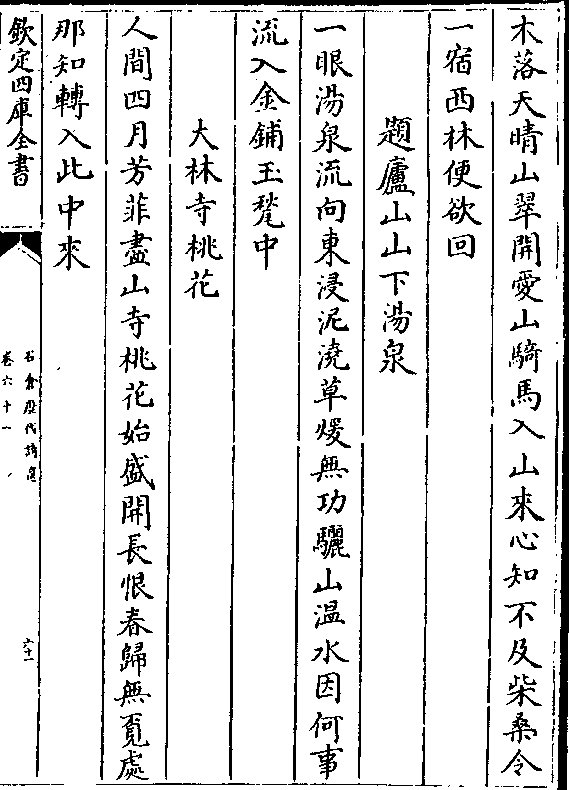 木落天晴山翠開愛山騎馬入山來心知不及柴桑令
一宿西林便欲回
題廬山山下湯泉
一眼湯泉流向東浸泥澆草煖無功驪山温水因何事
流入金鋪玉甃中
大林寺桃花
人間四月芳菲盡山寺桃花始盛開長恨春歸無覓處
那知轉入此中來
欽定四庫全書
石倉歷代詩選
卷六十一